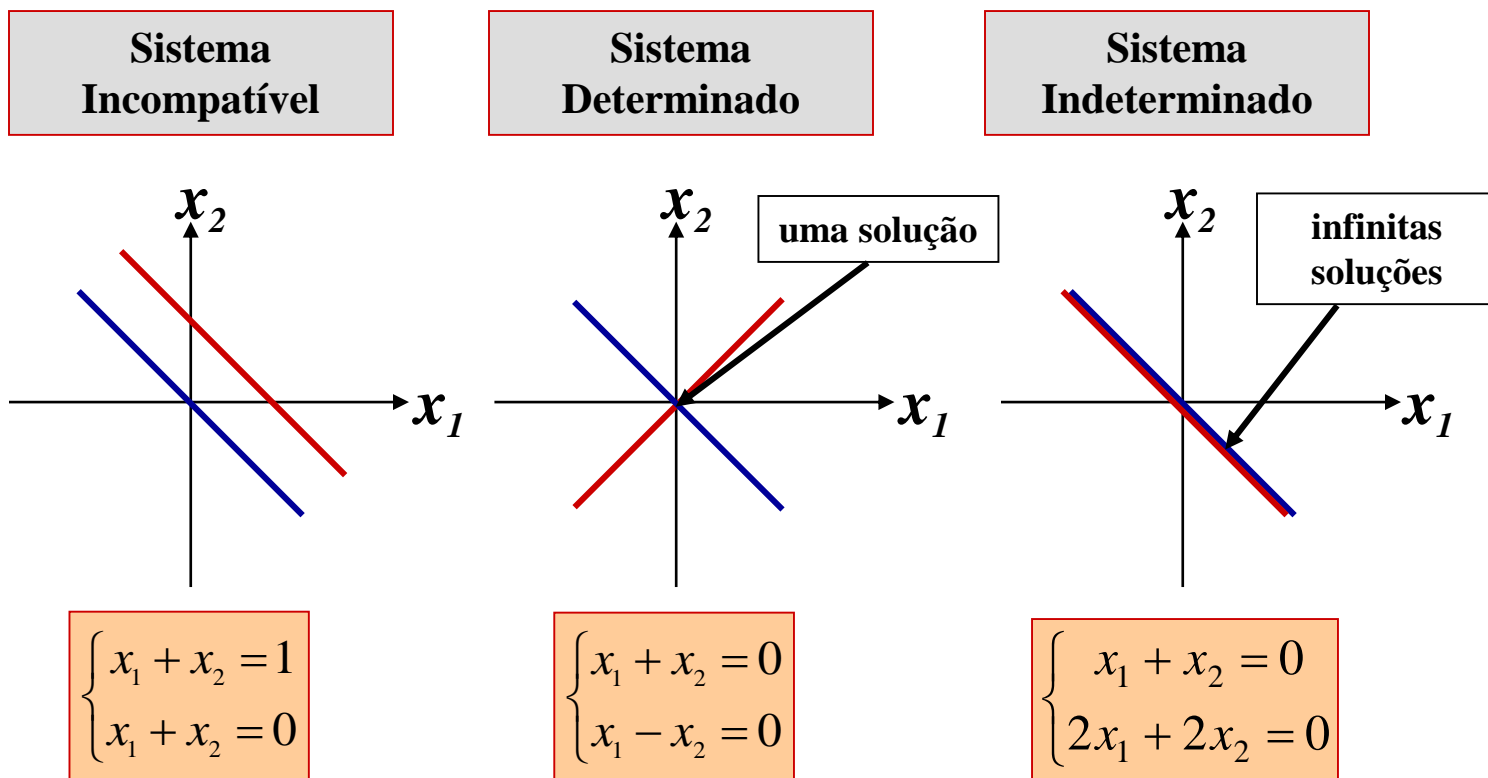 Sistema
Incompatível
Sistema
Determinado
Sistema
Indeterminado
x₂
x₁
x₂
uma solução
x₁
x₂
infinitas
soluções
x₁
x₁ + x₂ = 1
x₁ + x₂ = 0
x₁ + x₂ = 0
x₁ − x₂ = 0
x₁ + x₂ = 0
2x₁ + 2x₂ = 0